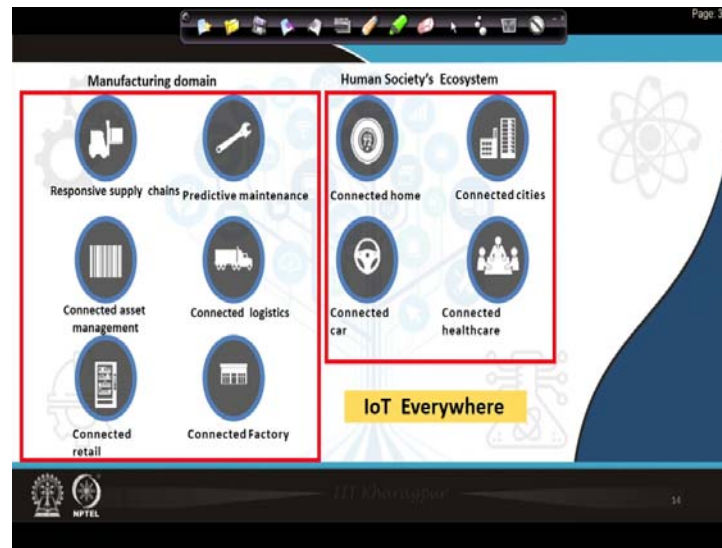 Page. 3
Manufacturing domain
Human Society's Ecosystem
Responsive supply chains
Predictive maintenance
Connected home
Connected cities
Connected asset
management
Connected logistics
Connected
car
Connected
healthcare
Connected
retail
Connected Factory
IoT Everywhere
NPTEL
IIT Kharagpur
14